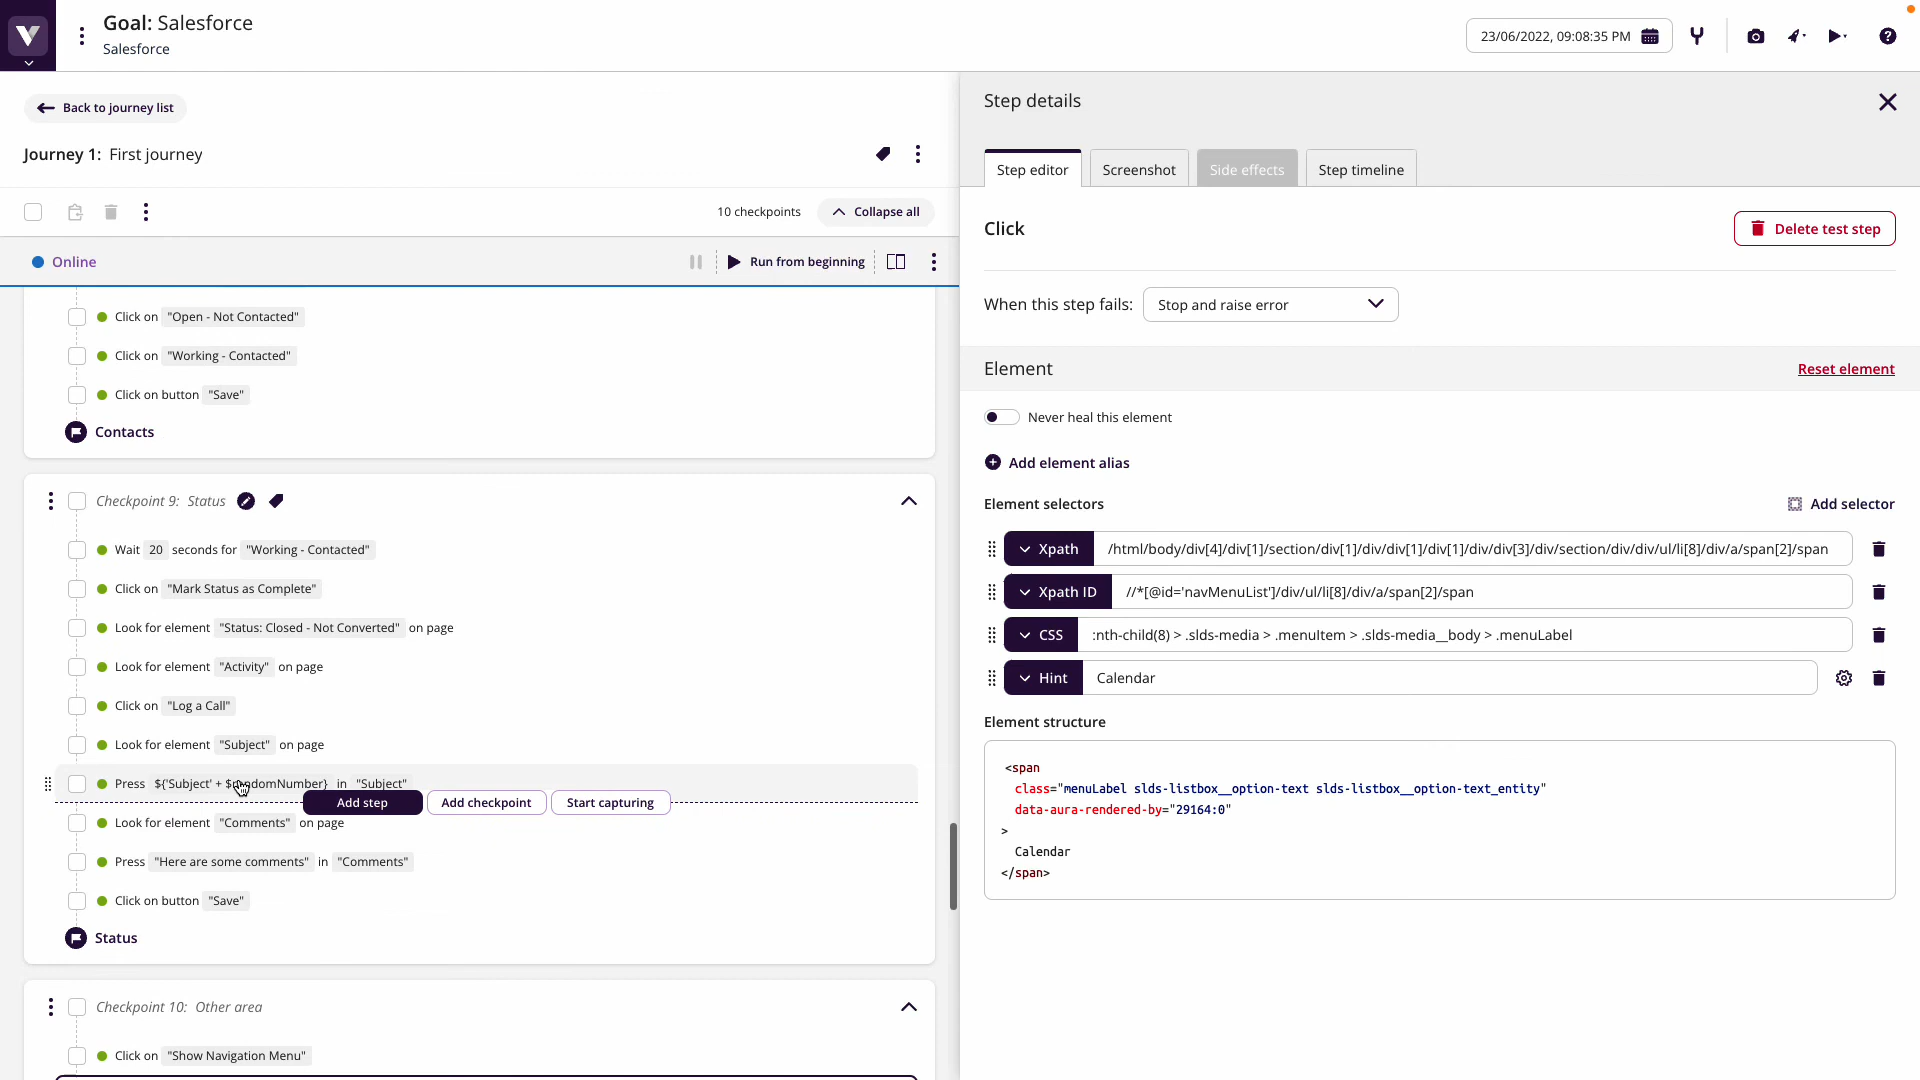 Goal: Salesforce
Salesforce
23/06/2022, 09:08:35 PM
Back to journey list
Journey 1: First journey
10 checkpoints
Collapse all
Online
Run from beginning
Click on "Open - Not Contacted"
Click on "Working - Contacted"
Click on button "Save"
Contacts
Checkpoint 9: Status
Wait 20 seconds for "Working - Contacted"
Click on "Mark Status as Complete"
Look for element "Status: Closed - Not Converted" on page
Look for element "Activity" on page
Click on "Log a Call"
Look for element "Subject" on page
Press ${'Subject' + $randomNumber} in "Subject"
Add step
Add checkpoint
Start capturing
Look for element "Comments" on page
Press "Here are some comments" in "Comments"
Click on button "Save"
Status
Checkpoint 10: Other area
Click on "Show Navigation Menu"
Step details
Step editor
Screenshot
Side effects
Step timeline
Click
Delete test step
When this step fails: Stop and raise error
Element
Reset element
Never heal this element
Add element alias
Element selectors
Add selector
Xpath /html/body/div[4]/div[1]/section/div[1]/div/div[1]/div[1]/div/div[3]/div/section/div/div/ul/li[8]/div/a/span[2]/span
Xpath ID //*[@id='navMenuList']/div/ul/li[8]/div/a/span[2]/span
CSS :nth-child(8) > .slds-media > .menuItem > .slds-media__body > .menuLabel
Hint Calendar
Element structure
<span
class="menuLabel slds-listbox__option-text slds-listbox__option-text_entity"
data-aura-rendered-by="29164:0"
>
Calendar
</span>